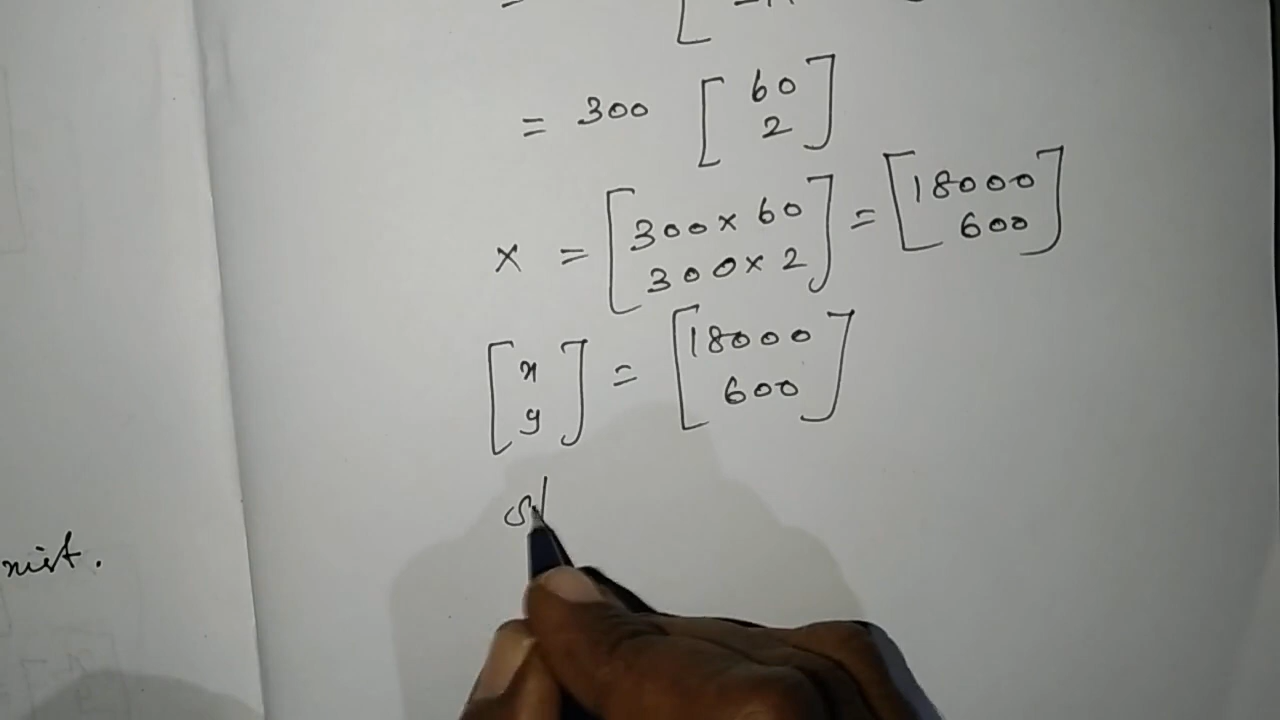 = 300 [ 60
2 ]
x = [ 300 x 60
300 x 2 ] = [ 18000
600 ]
[ x
y ] = [ 18000
600 ]